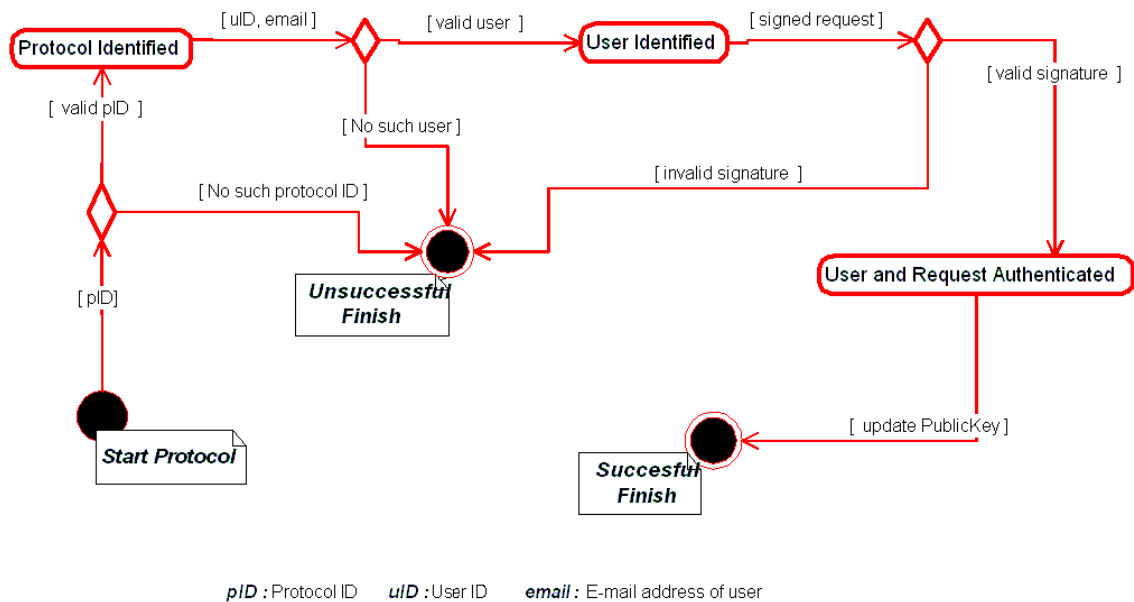 [ uID, email ]
[ valid user ]
[ signed request ]
Protocol Identified
User Identified
[ valid signature ]
[ valid pID ]
[ No such user ]
[ invalid signature ]
[ No such protocol ID ]
User and Request Authenticated
[ pID]
Unsuccessful
Finish
[ update PublicKey ]
Start Protocol
Succesful
Finish
pID : Protocol ID uID : User ID email : E-mail address of user